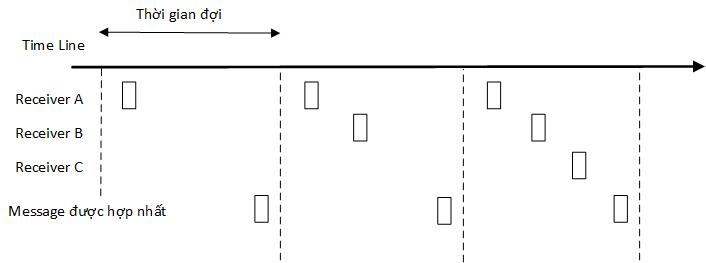 Thời gian đợi
Time Line
Receiver A
Receiver B
Receiver C
Message được hợp nhất